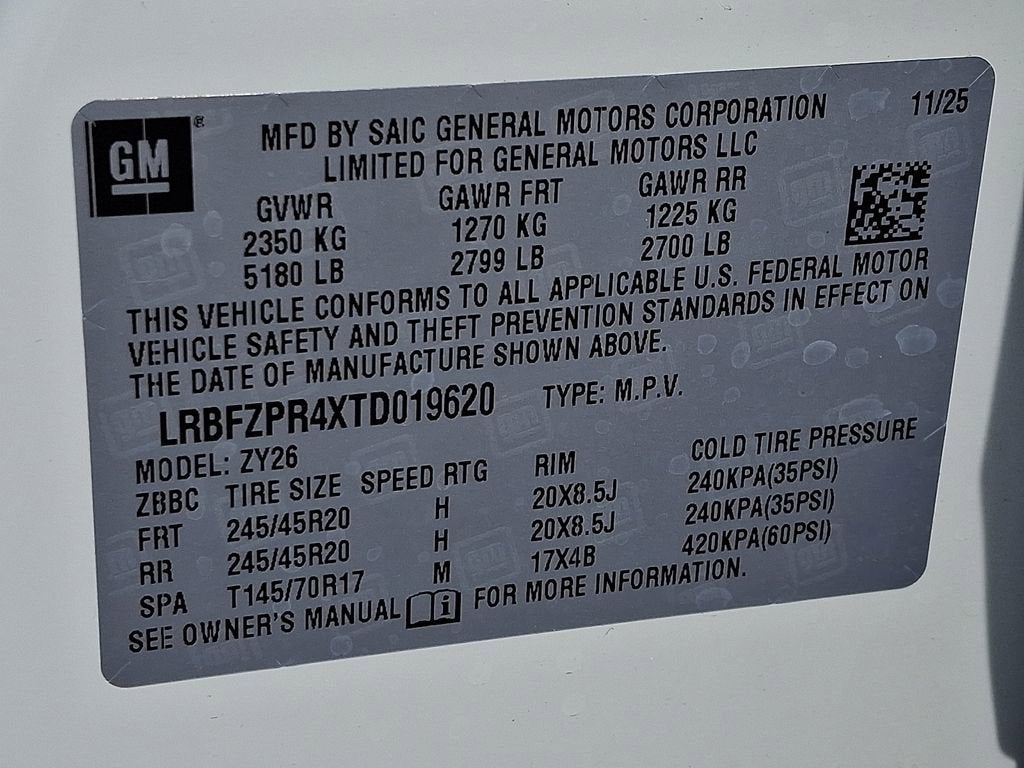 GM ®
MFD BY SAIC GENERAL MOTORS CORPORATION 11/25
LIMITED FOR GENERAL MOTORS LLC
GVWR GAWR FRT GAWR RR
2350 KG 1270 KG 1225 KG
5180 LB 2799 LB 2700 LB
THIS VEHICLE CONFORMS TO ALL APPLICABLE U.S. FEDERAL MOTOR
VEHICLE SAFETY AND THEFT PREVENTION STANDARDS IN EFFECT ON
THE DATE OF MANUFACTURE SHOWN ABOVE.
LRBFZPR4XTD019620 TYPE: M.P.V.
MODEL: ZY26
ZBBC TIRE SIZE SPEED RTG RIM COLD TIRE PRESSURE
FRT 245/45R20 H 20X8.5J 240KPA(35PSI)
RR 245/45R20 H 20X8.5J 240KPA(35PSI)
SPA T145/70R17 M 17X4B 420KPA(60PSI)
SEE OWNER'S MANUAL i FOR MORE INFORMATION.